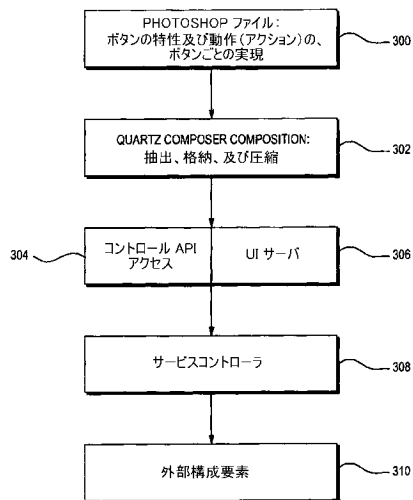 PHOTOSHOP ファイル：
ボタンの特性及び動作（アクション）の、
ボタンごとの実現
300
QUARTZ COMPOSER COMPOSITION:
抽出、格納、及び圧縮
302
304
コントロール API
アクセス
UI サーバ
306
サービスコントローラ
308
外部構成要素
310